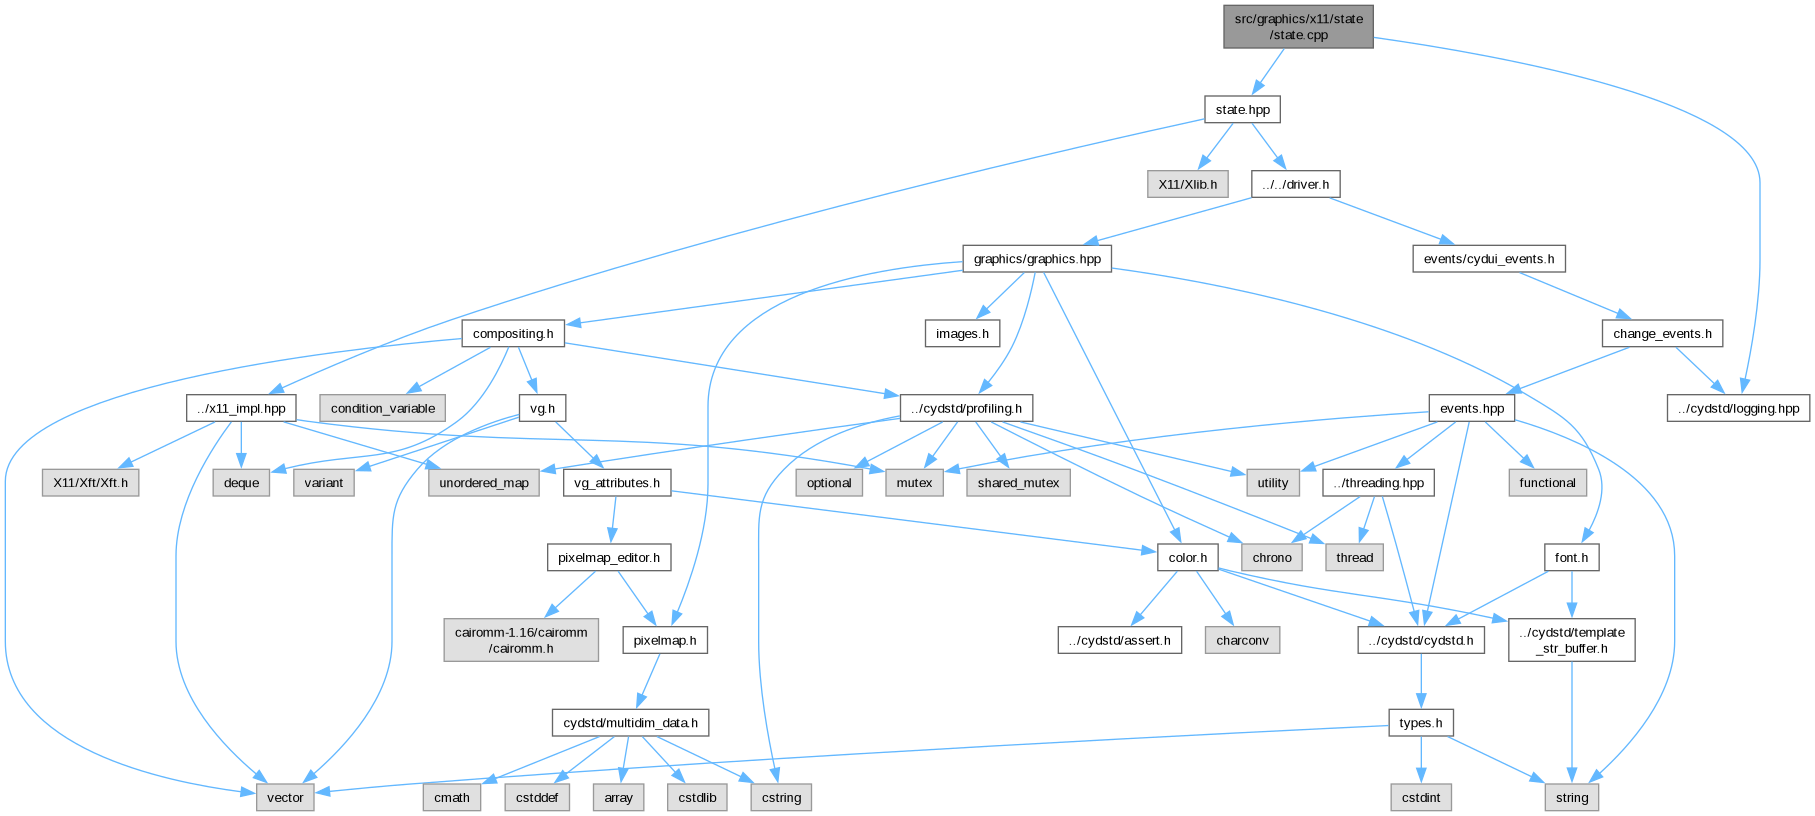 src/graphics/x11/state
/state.cpp
state.hpp
X11/Xlib.h
../../driver.h
graphics/graphics.hpp
events/cydui_events.h
compositing.h
images.h
change_events.h
../x11_impl.hpp
condition_variable
vg.h
../cydstd/profiling.h
events.hpp
../cydstd/logging.hpp
X11/Xft/Xft.h
deque
variant
unordered_map
vg_attributes.h
optional
mutex
shared_mutex
utility
../threading.hpp
functional
pixelmap_editor.h
color.h
chrono
thread
font.h
cairomm-1.16/cairomm
/cairomm.h
pixelmap.h
../cydstd/assert.h
charconv
../cydstd/cydstd.h
../cydstd/template
_str_buffer.h
cydstd/multidim_data.h
types.h
vector
cmath
cstddef
array
cstdlib
cstring
cstdint
string